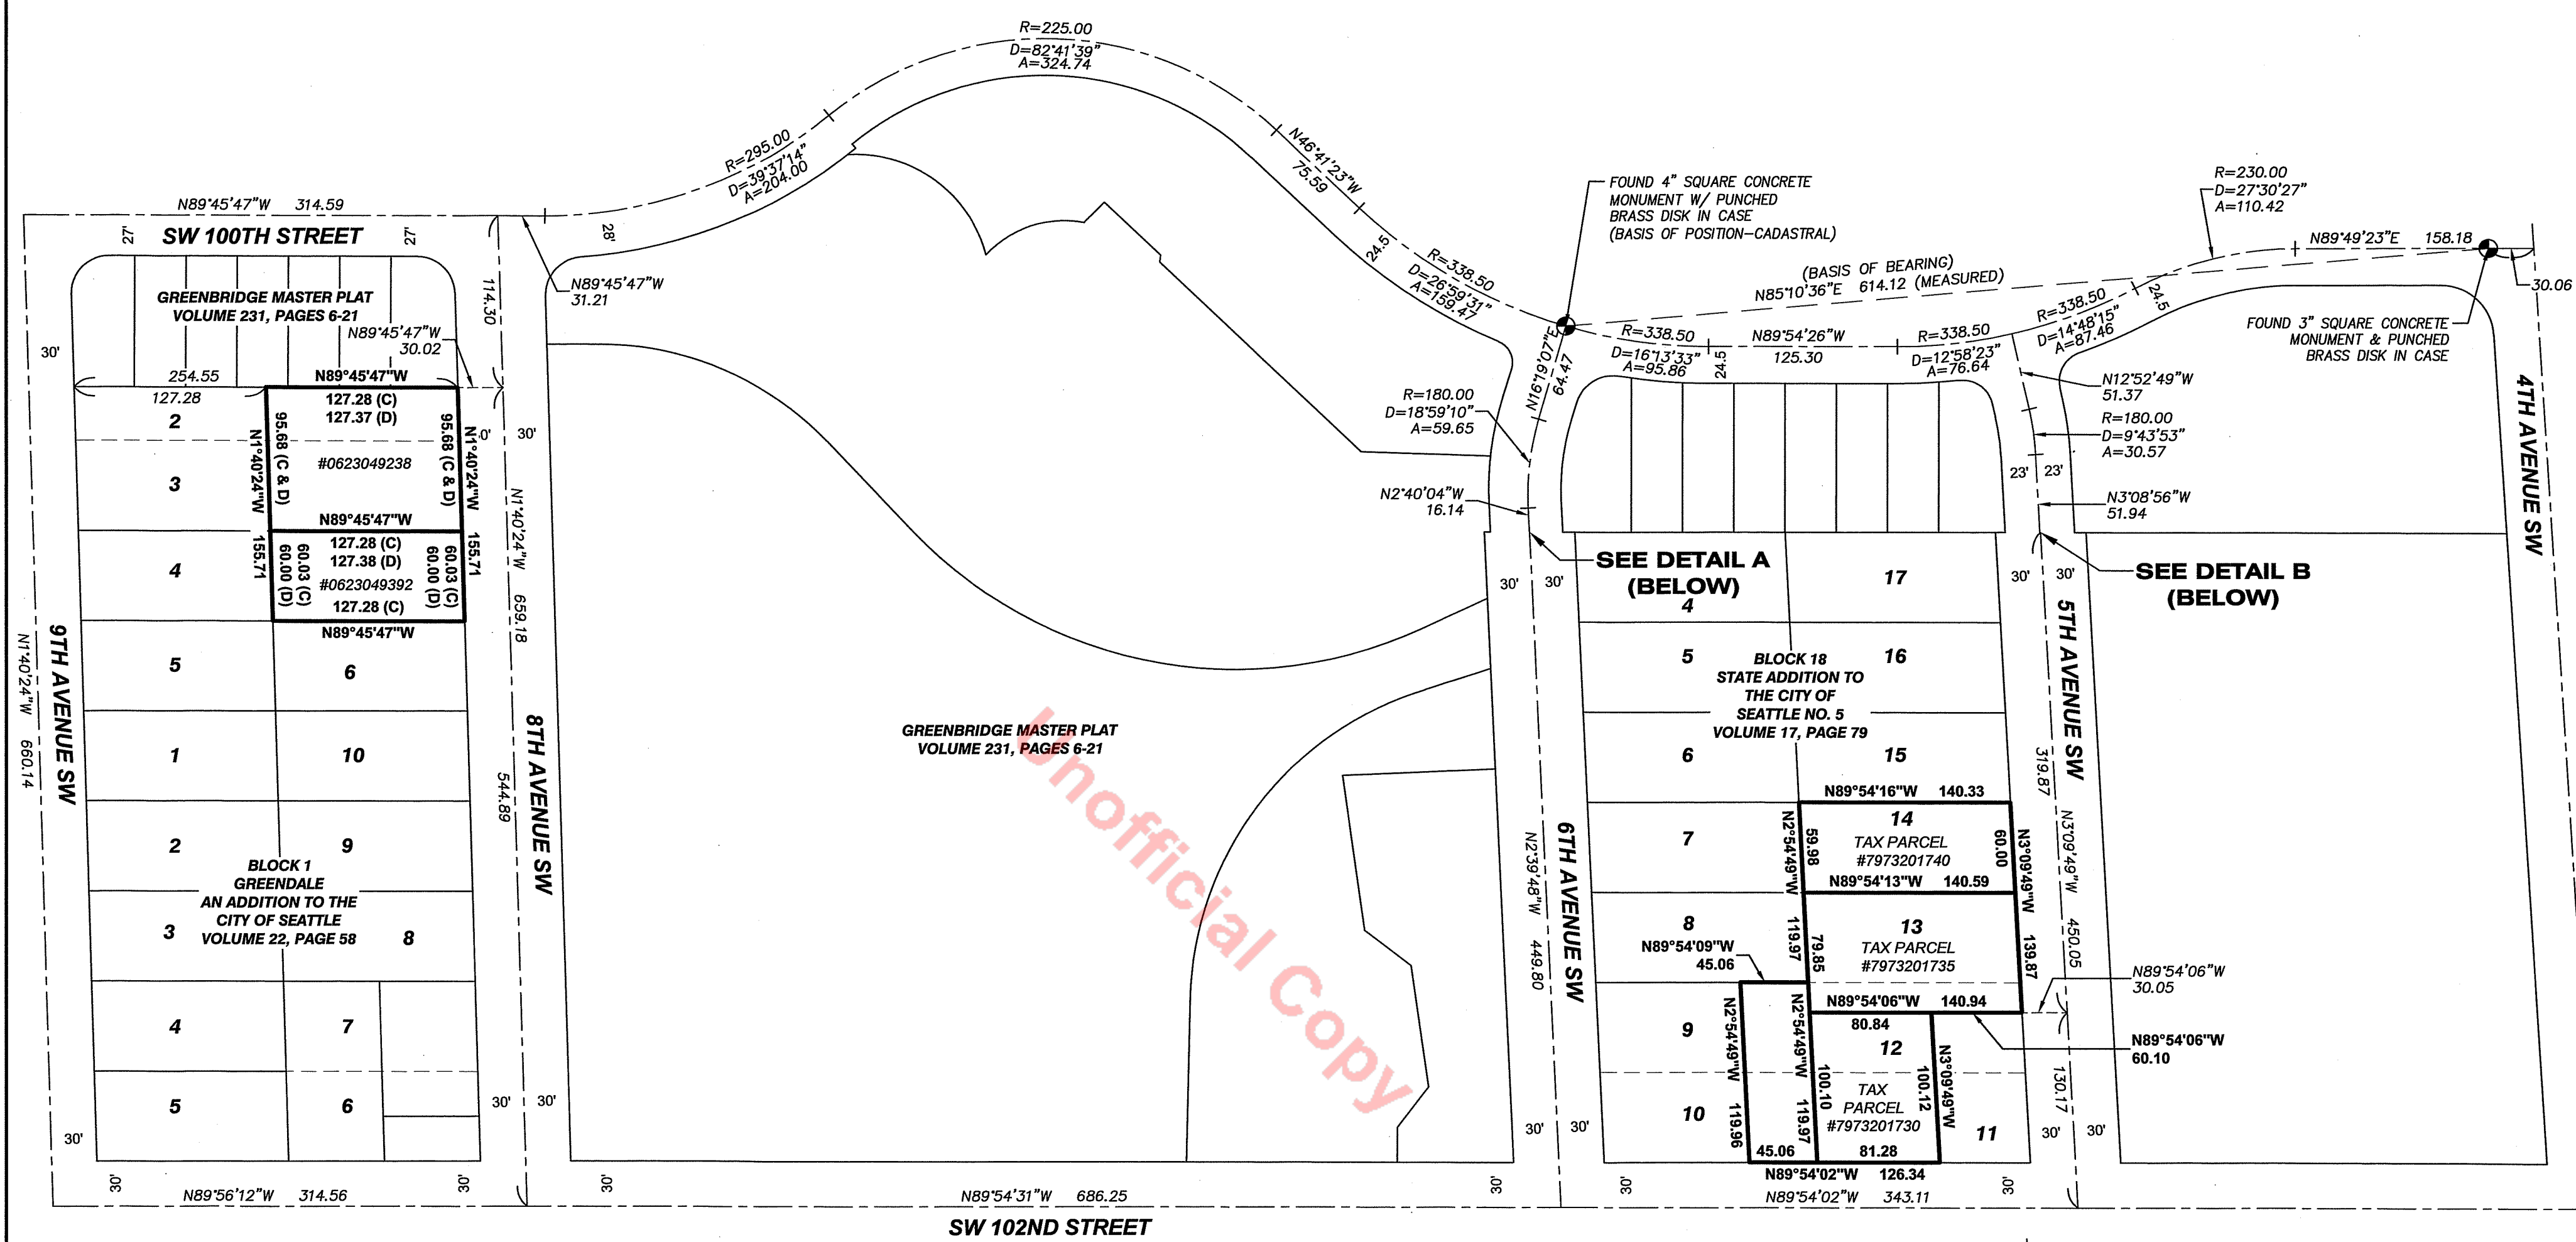 R=225.00
D=82°41'39"
A=324.74
R=295.00
D=39°37'14"
A=204.00
N46°41'23"W
75.59
FOUND 4" SQUARE CONCRETE
MONUMENT W/ PUNCHED
BRASS DISK IN CASE
(BASIS OF POSITION-CADASTRAL)
R=230.00
D=27°30'27"
A=110.42
N89°45'47"W 314.59
27'
SW 100TH STREET
27'
28'
N89°45'47"W
31.21
114.30
24.5
R=338.50
D=26°59'31"
A=159.47
(BASIS OF BEARING)
N85°10'36"E 614.12 (MEASURED)
N89°49'23"E 158.18
30.06
24.5
R=338.50
D=14°48'15"
A=87.46
FOUND 3" SQUARE CONCRETE
MONUMENT & PUNCHED
BRASS DISK IN CASE
GREENBRIDGE MASTER PLAT
VOLUME 231, PAGES 6-21
N89°45'47"W
30.02
30'
R=338.50
D=16°13'33"
A=95.86
24.5
N89°54'26"W
125.30
R=338.50
D=12°58'23"
A=76.64
N16°19'07"E
64.47
R=180.00
D=18°59'10"
A=59.65
N2°40'04"W
16.14
N12°52'49"W
51.37
R=180.00
D=9°43'53"
A=30.57
23'
23'
N3°08'56"W
51.94
4TH AVENUE SW
254.55
127.28
N89°45'47"W
127.28 (C)
127.37 (D)
95.68 (C & D)
95.68 (C & D)
N1°40'24"W 155.71
N1°40'24"W 155.71
0'
30'
#0623049238
2
3
N89°45'47"W
127.28 (C)
127.38 (D)
60.03 (C)
60.00 (D)
60.03 (C)
60.00 (D)
#0623049392
127.28 (C)
N89°45'47"W
4
N1°40'24"W 659.18
544.89
N1°40'24"W 660.14
9TH AVENUE SW
8TH AVENUE SW
5
6
1
10
2
9
BLOCK 1
GREENDALE
AN ADDITION TO THE
CITY OF SEATTLE
VOLUME 22, PAGE 58
3
8
4
7
5
6
30'
30'
30'
30'
30'
N89°56'12"W 314.56
GREENBRIDGE MASTER PLAT
VOLUME 231, PAGES 6-21
Unofficial Copy
SEE DETAIL A
(BELOW)
SEE DETAIL B
(BELOW)
30'
30'
30'
30'
4
17
5
16
BLOCK 18
STATE ADDITION TO
THE CITY OF
SEATTLE NO. 5
VOLUME 17, PAGE 79
6
15
5TH AVENUE SW
319.87
N3°09'49"W 450.05
6TH AVENUE SW
N2°39'48"W 449.80
N89°54'16"W 140.33
7
14
TAX PARCEL
#7973201740
N2°54'49"W 119.97
59.98
60.00
N3°09'49"W 139.87
N89°54'13"W 140.59
8
13
TAX PARCEL
#7973201735
79.85
N89°54'09"W
45.06
N89°54'06"W 140.94
N89°54'06"W
30.05
N89°54'06"W
60.10
9
80.84
12
N2°54'49"W 119.96
N2°54'49"W 119.97
100.10
100.12
N3°09'49"W
TAX
PARCEL
#7973201730
10
11
130.17
45.06
81.28
N89°54'02"W 126.34
30'
30'
30'
30'
30'
30'
30'
30'
N89°54'31"W 686.25
N89°54'02"W 343.11
SW 102ND STREET